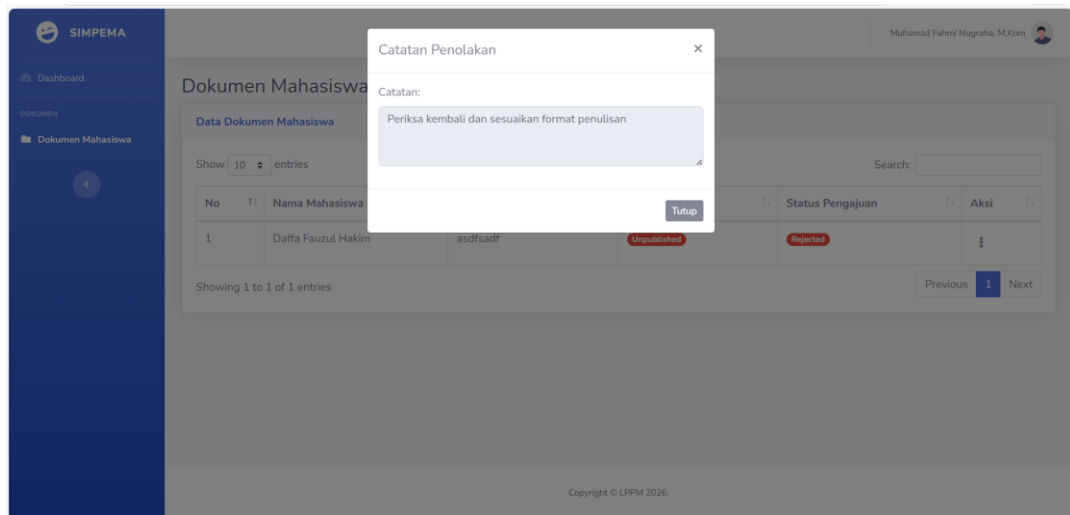 SIMPEMA
Muhamad Fahmi Nugraha, M,Kom
Dashboard
DOKUMEN
Dokumen Mahasiswa
Dokumen Mahasiswa
Data Dokumen Mahasiswa
Catatan Penolakan ×
Catatan:
Periksa kembali dan sesuaikan format penulisan
Tutup
Show 10 entries
Search:
No Nama Mahasiswa Status Pengajuan Aksi
1 Daffa Fauzul Hakim asdfsadf Unpublished Rejected
Showing 1 to 1 of 1 entries
Previous 1 Next
Copyright © LPPM 2026.